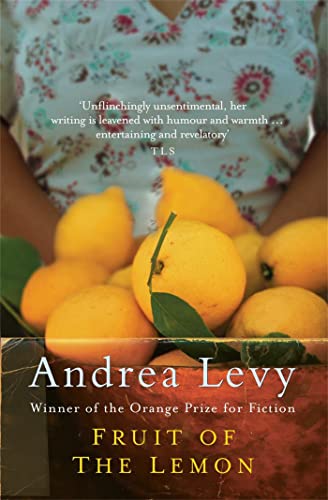 ‘Unflinchingly unsentimental, her
writing is leavened with humour and warmth ...
entertaining and revelatory’
TLS
Andrea Levy
Winner of the Orange Prize for Fiction
FRUIT OF
THE LEMON